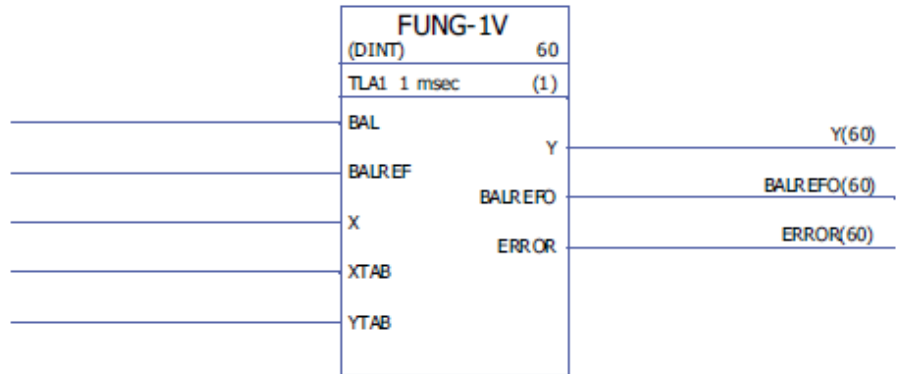 FUNG-1V
(DINT) 60
TLA1 1 msec (1)
BAL
Y Y(60)
BALREF
BALREFO BALREFO(60)
X
ERROR ERROR(60)
XTAB
YTAB